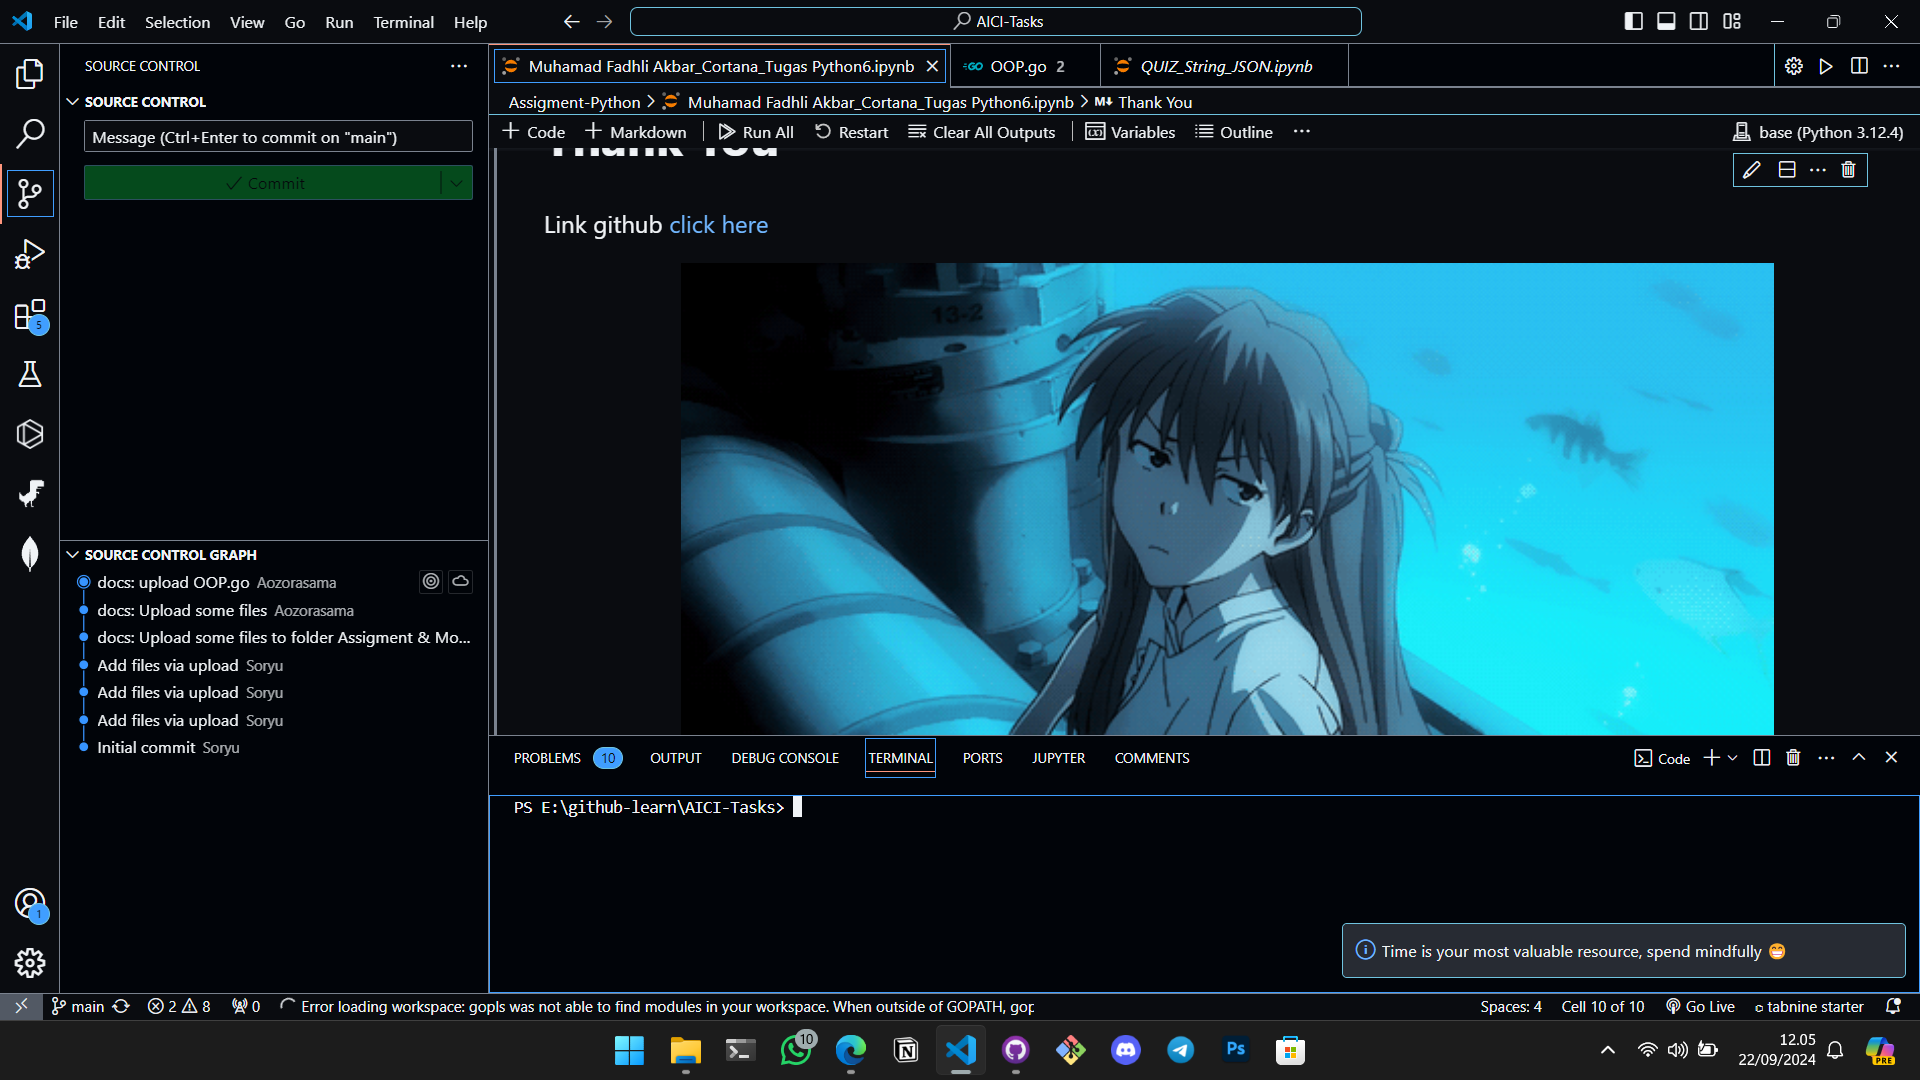 File Edit Selection View Go Run Terminal Help
AICI-Tasks
SOURCE CONTROL
SOURCE CONTROL
Message (Ctrl+Enter to commit on "main")
Commit
5
SOURCE CONTROL GRAPH
docs: upload OOP.go Aozorasama
docs: Upload some files Aozorasama
docs: Upload some files to folder Assigment & Mo...
Add files via upload Soryu
Add files via upload Soryu
Add files via upload Soryu
Initial commit Soryu
1
Muhamad Fadhli Akbar_Cortana_Tugas Python6.ipynb
GO OOP.go 2
QUIZ_String_JSON.ipynb
Assigment-Python > Muhamad Fadhli Akbar_Cortana_Tugas Python6.ipynb > M↓ Thank You
+ Code + Markdown Run All Restart Clear All Outputs Variables Outline ...
base (Python 3.12.4)
Thank You
Link github click here
13-2
PROBLEMS 10 OUTPUT DEBUG CONSOLE TERMINAL PORTS JUPYTER COMMENTS
Code
PS E:\github-learn\AICI-Tasks>
Time is your most valuable resource, spend mindfully 😁
main 2 8 0 Error loading workspace: gopls was not able to find modules in your workspace. When outside of GOPATH, gop
Spaces: 4 Cell 10 of 10 Go Live tabnine starter
10
Ps
12.05
22/09/2024
PRE